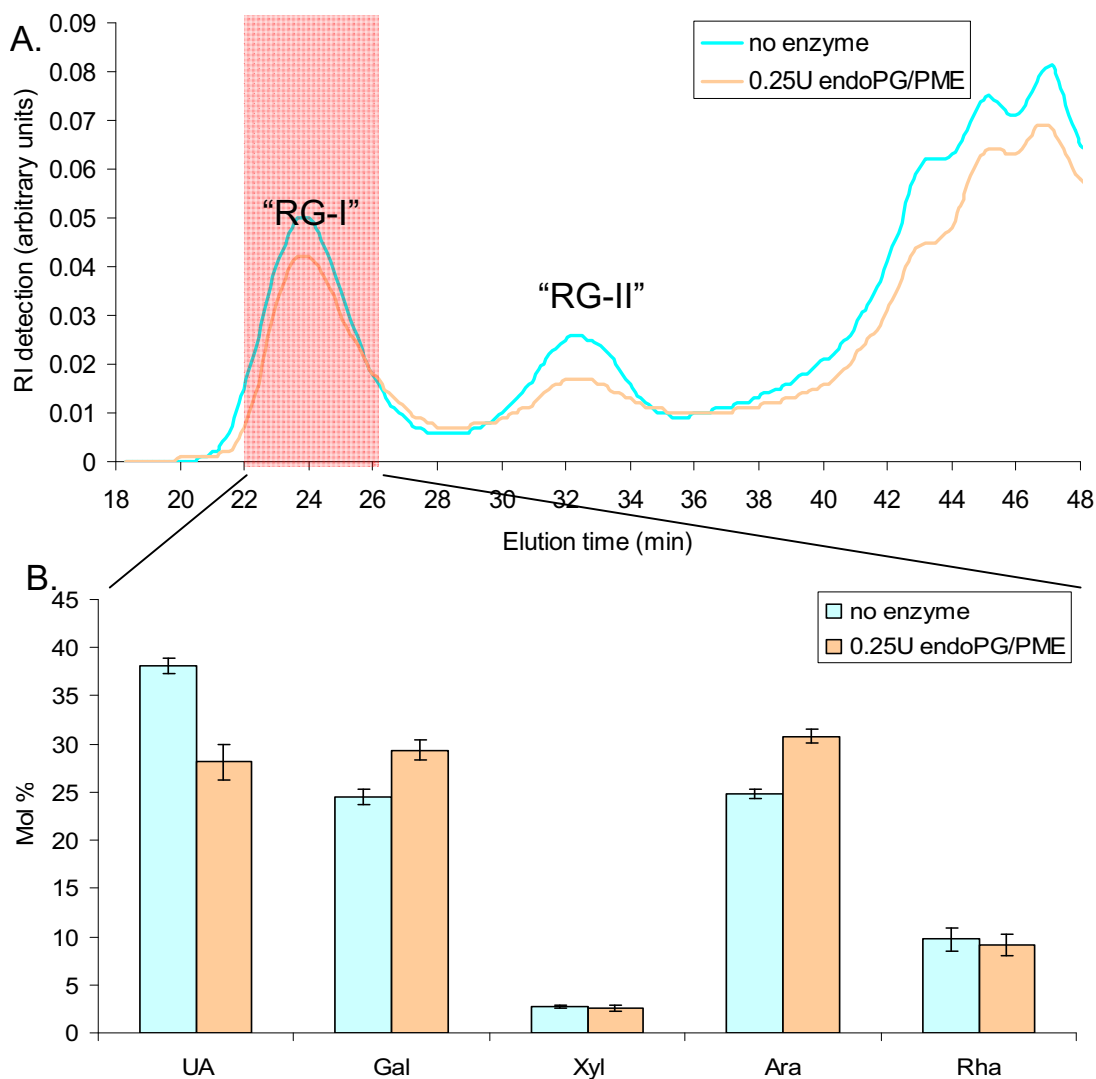 A.
0.09
0.08
0.07
0.06
0.05
0.04
0.03
0.02
0.01
0
RI detection (arbitrary units)
no enzyme
0.25U endoPG/PME
“RG-I”
“RG-II”
18 20 22 24 26 28 30 32 34 36 38 40 42 44 46 48
Elution time (min)
B.
45
40
35
30
25
20
15
10
5
0
Mol %
no enzyme
0.25U endoPG/PME
UA Gal Xyl Ara Rha